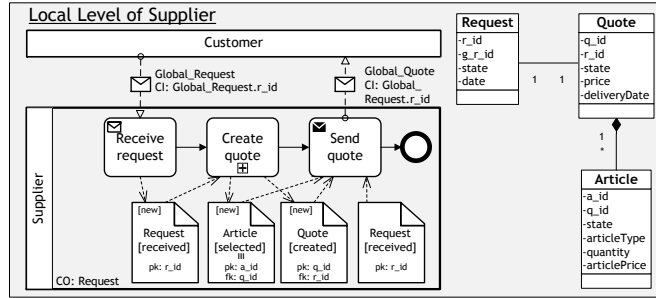 Local Level of Supplier
Customer
Global_Request
CI: Global_Request.r_id
Global_Quote
CI: Global_
Request.r_id
Supplier
Receive
request
Create
quote
Send
quote
[new]
Request
[received]
pk: r_id
[new]
Article
[selected]
III
pk: a_id
fk: q_id
[new]
Quote
[created]
pk: q_id
fk: r_id
Request
[received]
pk: r_id
CO: Request
Request
-r_id
-g_r_id
-state
-date
1
1
Quote
-q_id
-r_id
-state
-price
-deliveryDate
1
*
Article
-a_id
-q_id
-state
-articleType
-quantity
-articlePrice